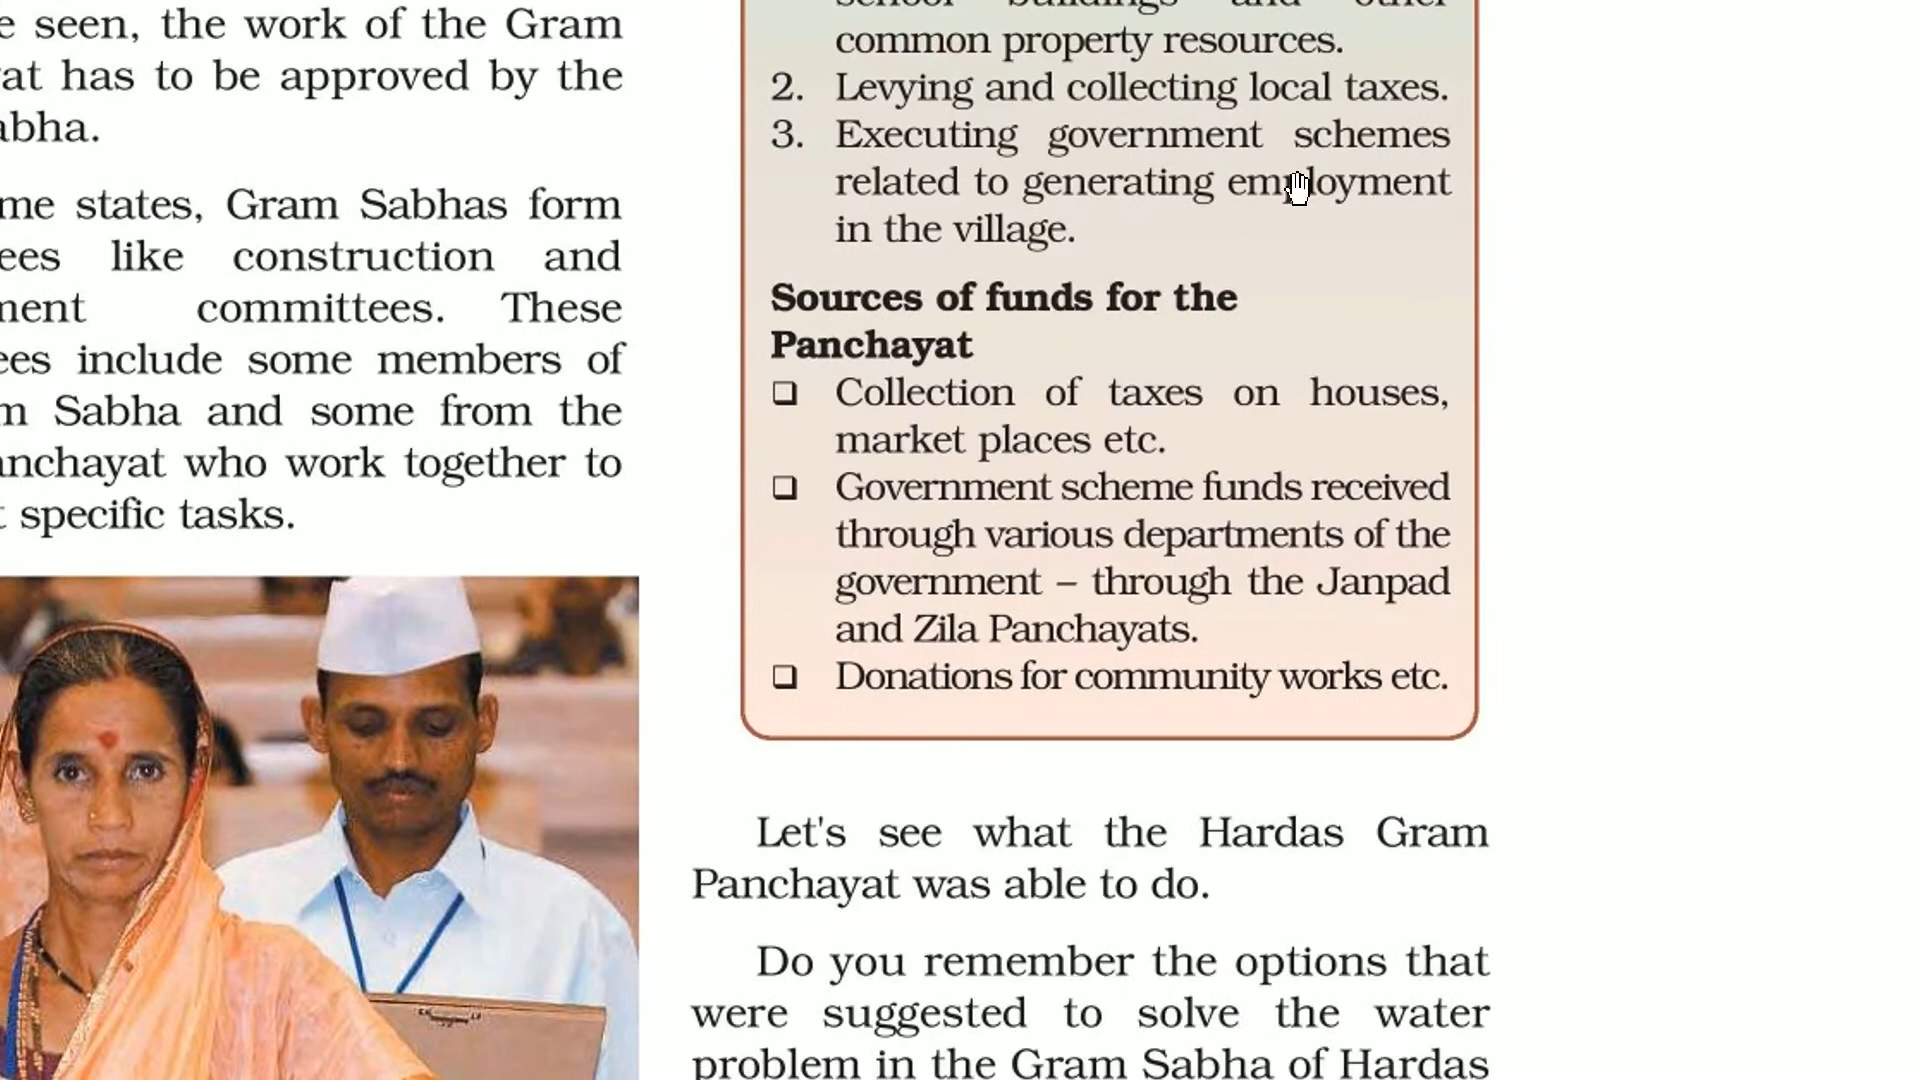 e seen, the work of the Gram
at has to be approved by the
abha.
me states, Gram Sabhas form
ees like construction and
ment committees. These
ees include some members of
m Sabha and some from the
anchayat who work together to
t specific tasks.
school buildings and other
common property resources.
2. Levying and collecting local taxes.
3. Executing government schemes
related to generating employment
in the village.
Sources of funds for the
Panchayat
❑ Collection of taxes on houses,
market places etc.
❑ Government scheme funds received
through various departments of the
government – through the Janpad
and Zila Panchayats.
❑ Donations for community works etc.
Let's see what the Hardas Gram
Panchayat was able to do.
Do you remember the options that
were suggested to solve the water
problem in the Gram Sabha of Hardas